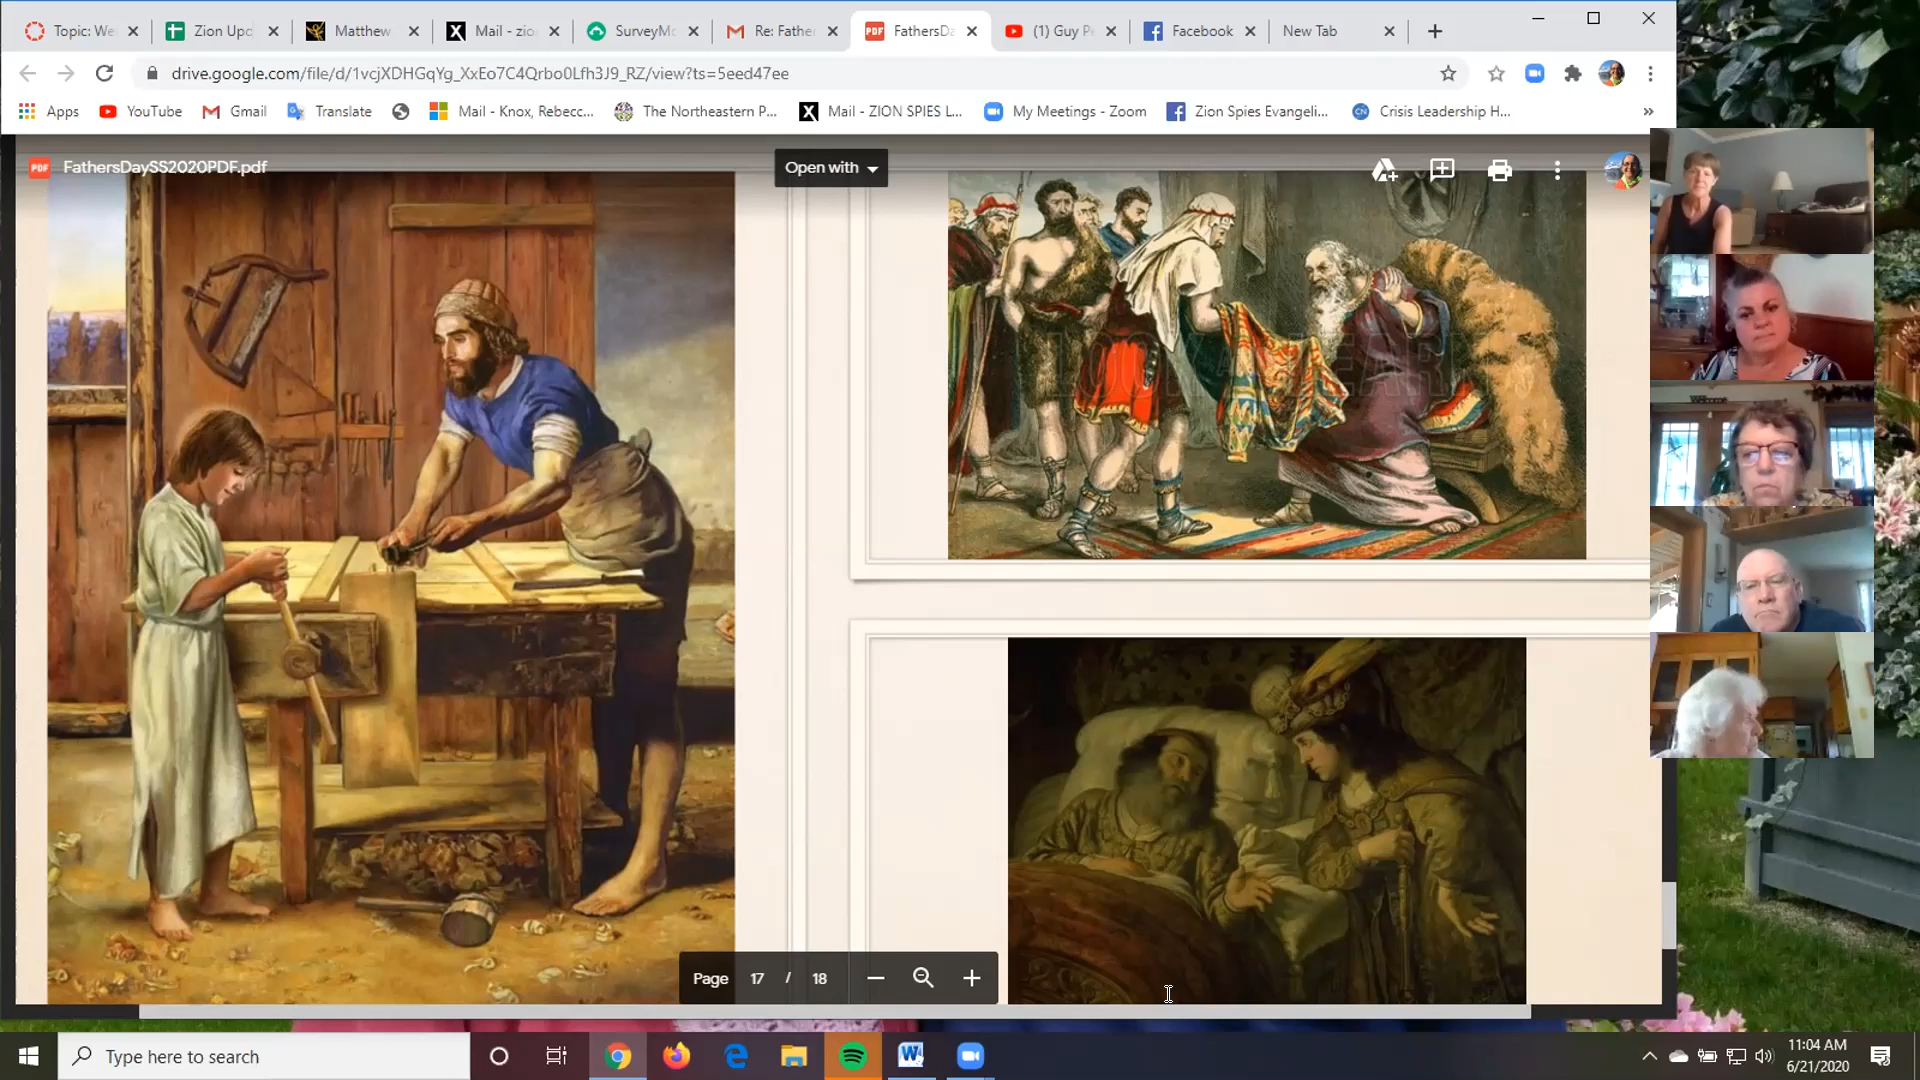 Topic: We
Zion Upd
Matthew
Mail - zio
SurveyMo
Re: Father
FathersDa
(1) Guy Pe
Facebook
New Tab
drive.google.com/file/d/1vcjXDHGqYg_XxEo7C4Qrbo0Lfh3J9_RZ/view?ts=5eed47ee
Apps
YouTube
Gmail
Translate
Mail - Knox, Rebecc...
The Northeastern P...
Mail - ZION SPIES L...
My Meetings - Zoom
Zion Spies Evangeli...
Crisis Leadership H...
»
PDF
FathersDaySS2020PDF.pdf
Open with
Page 17 / 18
Type here to search
11:04 AM
6/21/2020